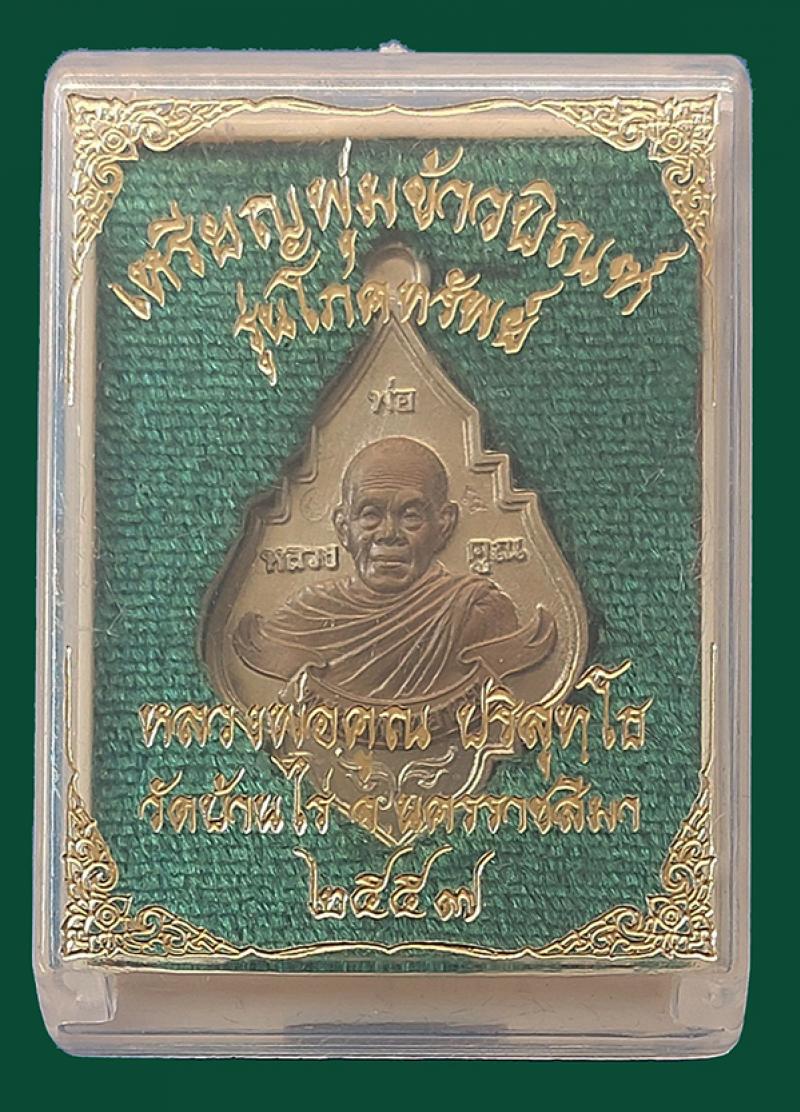 เหรียญพุ่มข้าวบิณฑ์
รุ่นโภคทรัพย์
พ่อ
หลวง คูณ
หลวงพ่อคูณ ปริสุทฺโธ
วัดบ้านไร่ จ.นครราชสีมา
๒๕๕๗